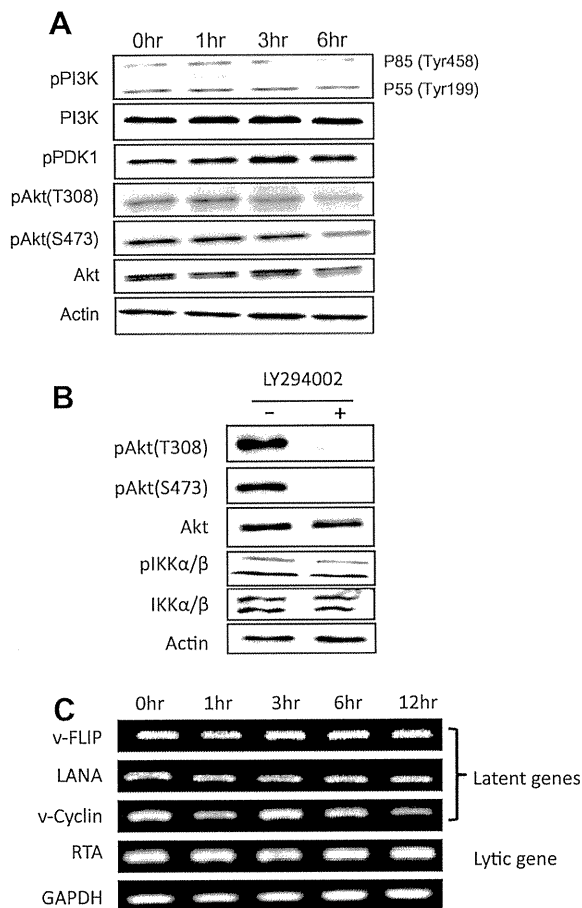 A
0hr 1hr 3hr 6hr
pPI3K
P85 (Tyr458)
P55 (Tyr199)
PI3K
pPDK1
pAkt(T308)
pAkt(S473)
Akt
Actin
B
LY294002
– +
pAkt(T308)
pAkt(S473)
Akt
pIKKα/β
IKKα/β
Actin
C
0hr 1hr 3hr 6hr 12hr
v-FLIP
LANA
v-Cyclin
Latent genes
RTA
Lytic gene
GAPDH